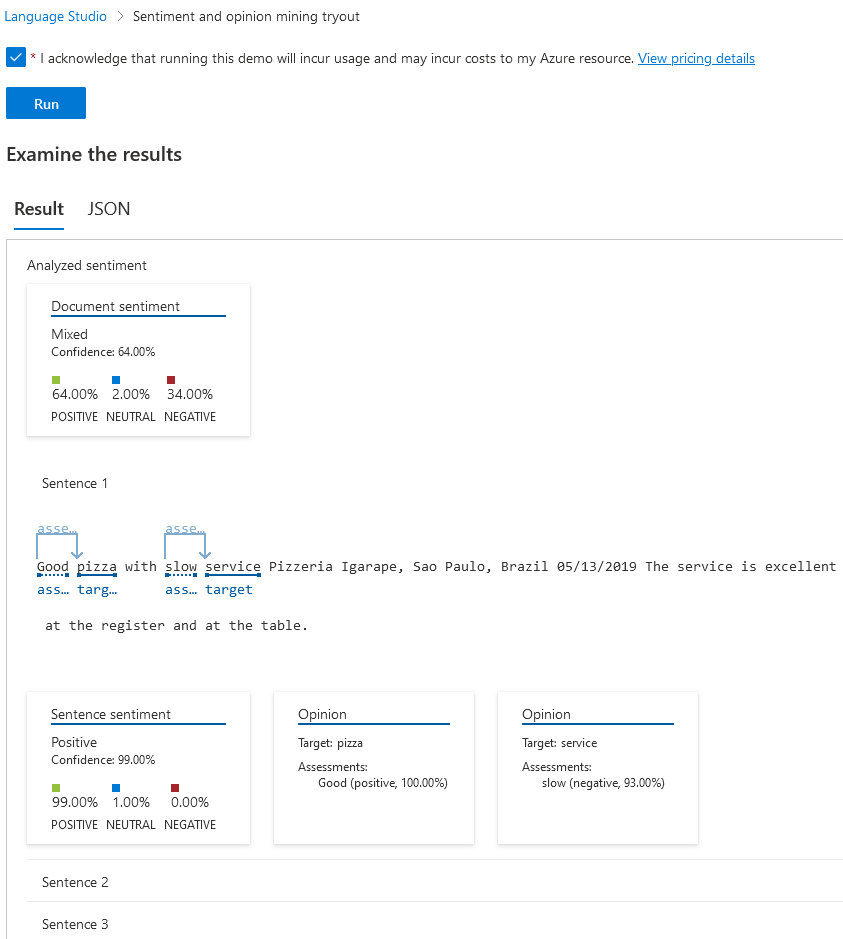 Language Studio > Sentiment and opinion mining tryout
* I acknowledge that running this demo will incur usage and may incur costs to my Azure resource. View pricing details
Run
Examine the results
Result JSON
Analyzed sentiment
Document sentiment
Mixed
Confidence: 64.00%
64.00% 2.00% 34.00%
POSITIVE NEUTRAL NEGATIVE
Sentence 1
asse… asse…
Good pizza with slow service Pizzeria Igarape, Sao Paulo, Brazil 05/13/2019 The service is excellent
ass… targ… ass… target
at the register and at the table.
Sentence sentiment
Positive
Confidence: 99.00%
99.00% 1.00% 0.00%
POSITIVE NEUTRAL NEGATIVE
Opinion
Target: pizza
Assessments:
Good (positive, 100.00%)
Opinion
Target: service
Assessments:
slow (negative, 93.00%)
Sentence 2
Sentence 3